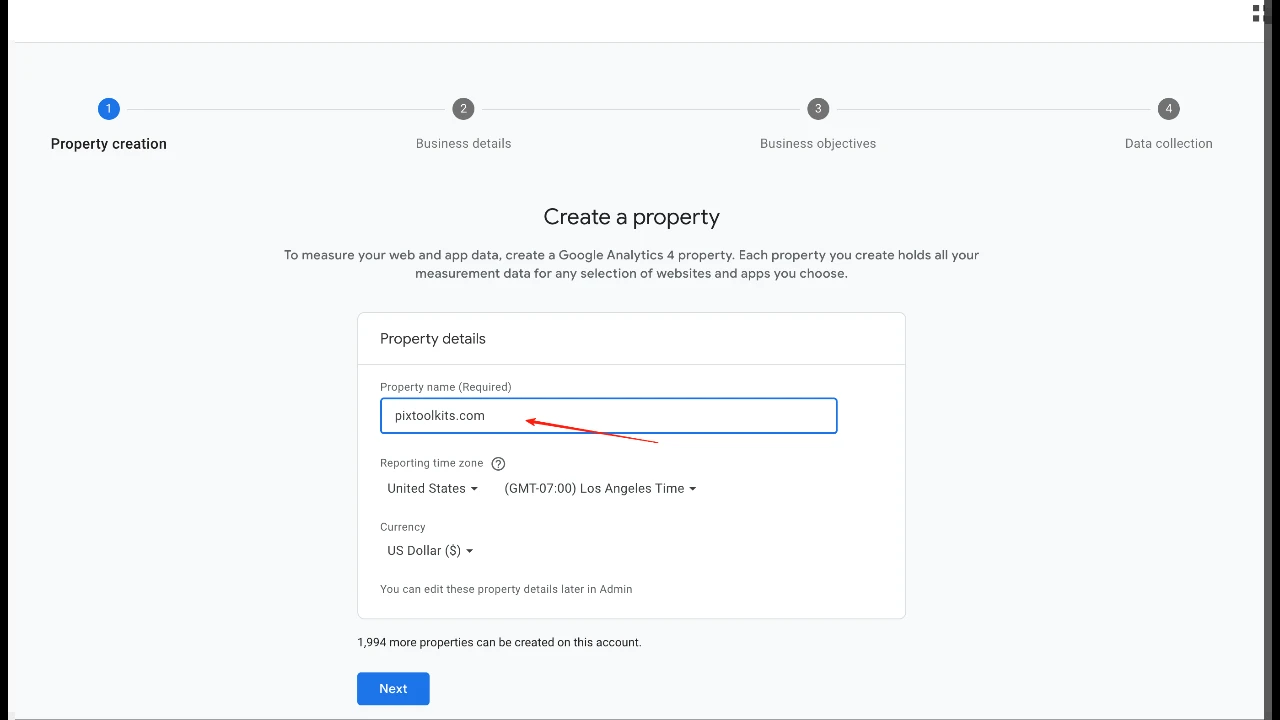 1
2
3
4
Property creation
Business details
Business objectives
Data collection
Create a property
To measure your web and app data, create a Google Analytics 4 property. Each property you create holds all your
measurement data for any selection of websites and apps you choose.
Property details
Property name (Required)
pixtoolkits.com
Reporting time zone ?
United States (GMT-07:00) Los Angeles Time
Currency
US Dollar ($)
You can edit these property details later in Admin
1,994 more properties can be created on this account.
Next